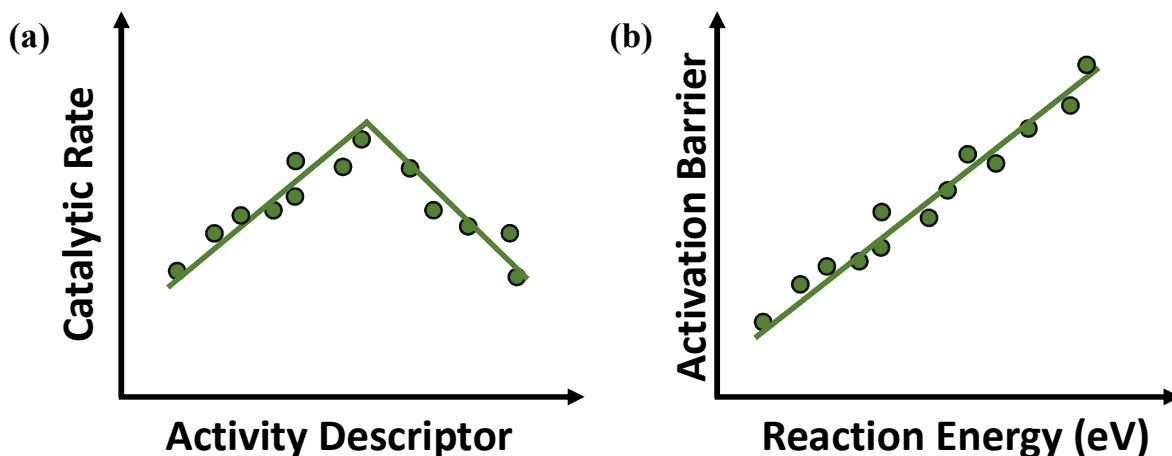 (a)
Catalytic Rate
Activity Descriptor
(b)
Activation Barrier
Reaction Energy (eV)